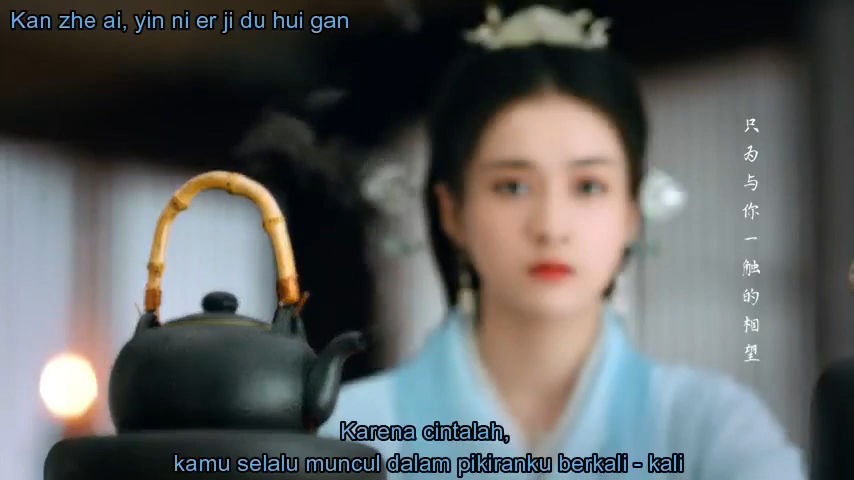 Kan zhe ai, yin ni er ji du hui gan
只为与你一触的相望
Karena cintalah,
kamu selalu muncul dalam pikiranku berkali - kali